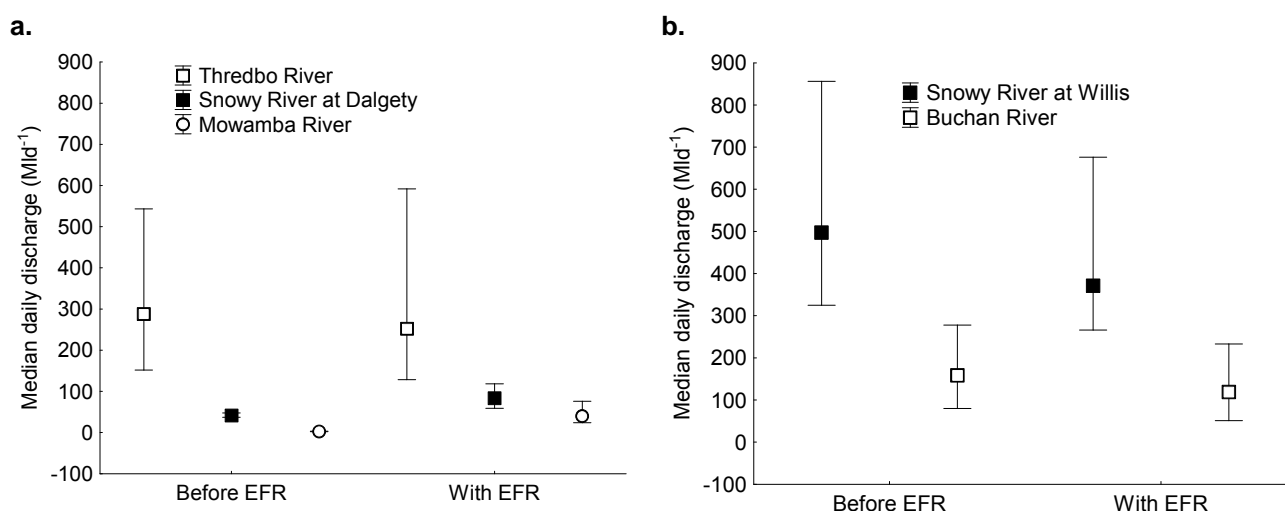 a.
Median daily discharge (Mld⁻¹)
900
800
700
600
500
400
300
200
100
0
-100
Thredbo River
Snowy River at Dalgety
Mowamba River
Before EFR
With EFR
b.
Median daily discharge (Mld⁻¹)
900
800
700
600
500
400
300
200
100
0
-100
Snowy River at Willis
Buchan River
Before EFR
With EFR